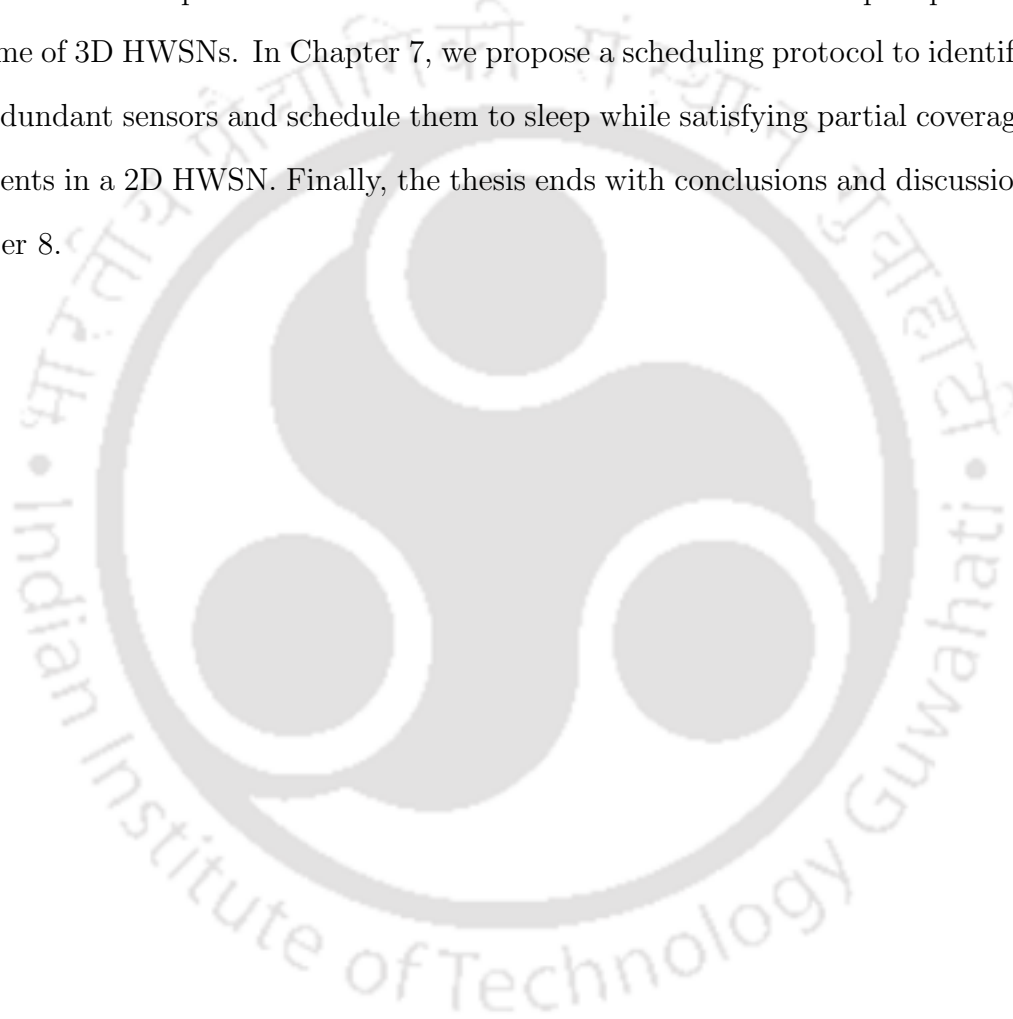 me of 3D HWSNs. In Chapter 7, we propose a scheduling protocol to identif
dundant sensors and schedule them to sleep while satisfying partial coverag
ents in a 2D HWSN. Finally, the thesis ends with conclusions and discussio
er 8.
भारतीय प्रौद्योगिकी संस्थान गुवाहाटी
• Indian Institute of Technology Guwahati •